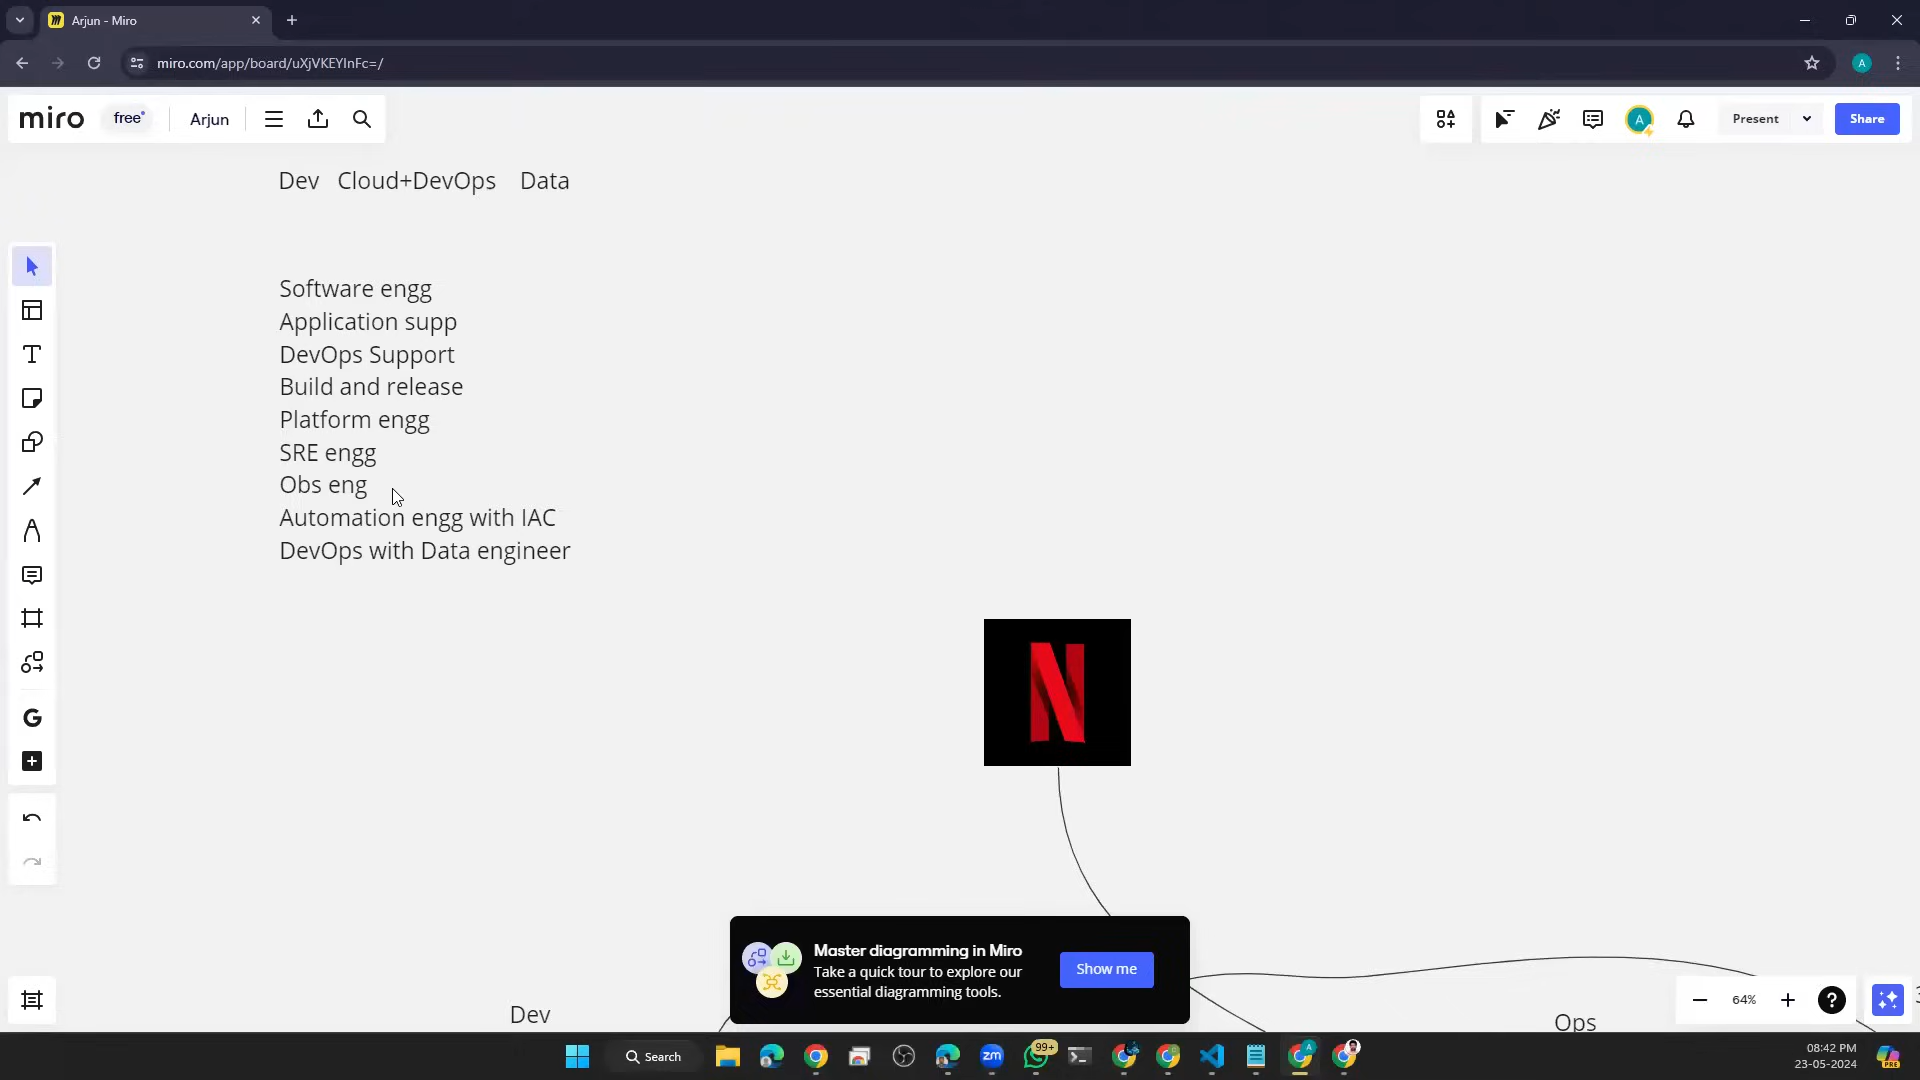 Arjun - Miro
miro.com/app/board/uXjVKEYInFc=/
miro
free
Arjun
Present
Share
Dev Cloud+DevOps Data
Software engg
Application supp
DevOps Support
Build and release
Platform engg
SRE engg
Obs eng
Automation engg with IAC
DevOps with Data engineer
Master diagramming in Miro
Take a quick tour to explore our
essential diagramming tools.
Show me
Dev
Ops
64%
Search
zm
99+
08:42 PM
23-05-2024
PRE